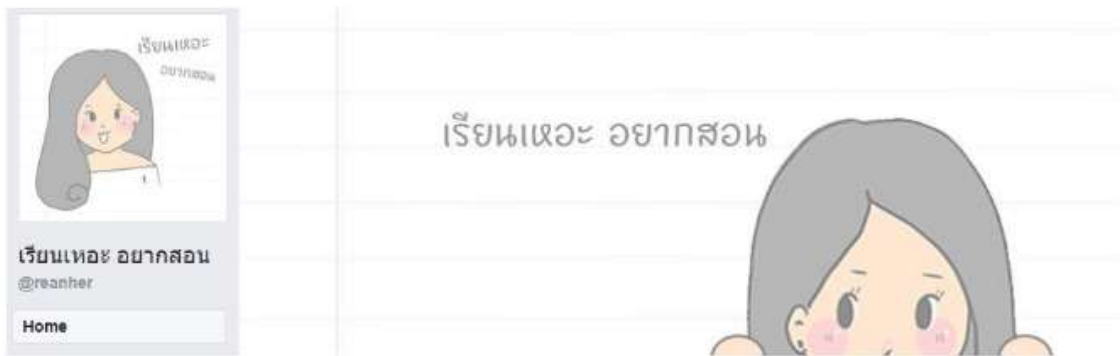 เรียนเหอะ
อยากสอน
เรียนเหอะ อยากสอน
@reanher
Home
เรียนเหอะ อยากสอน